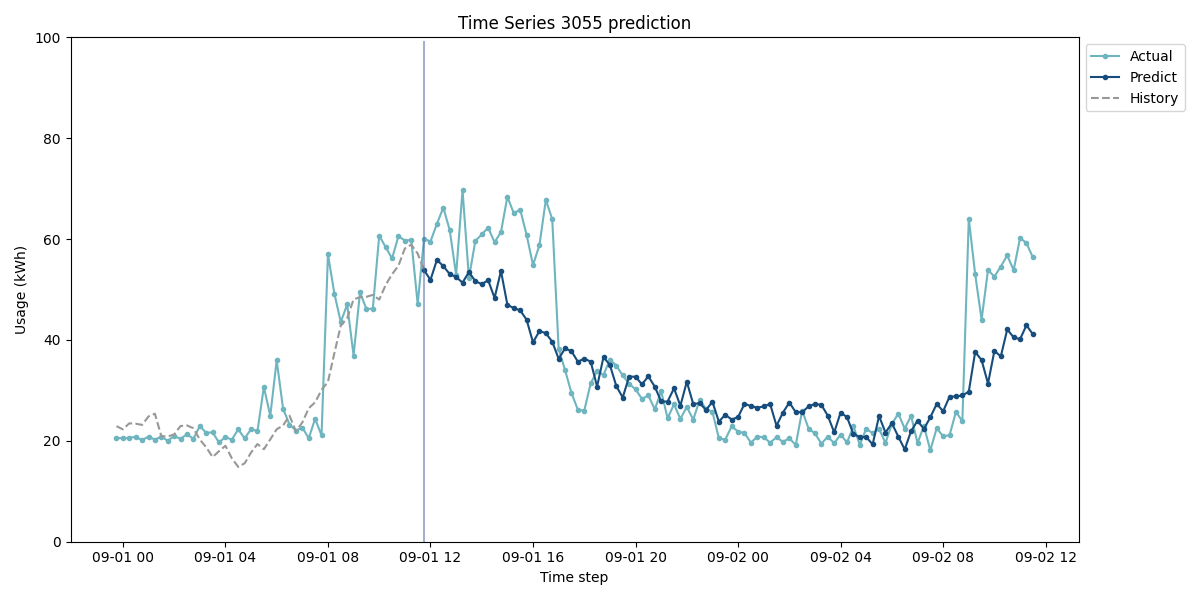 Time Series 3055 prediction
100
80
60
40
20
0
Usage (kWh)
09-01 00
09-01 04
09-01 08
09-01 12
09-01 16
09-01 20
09-02 00
09-02 04
09-02 08
09-02 12
Time step
Actual
Predict
History